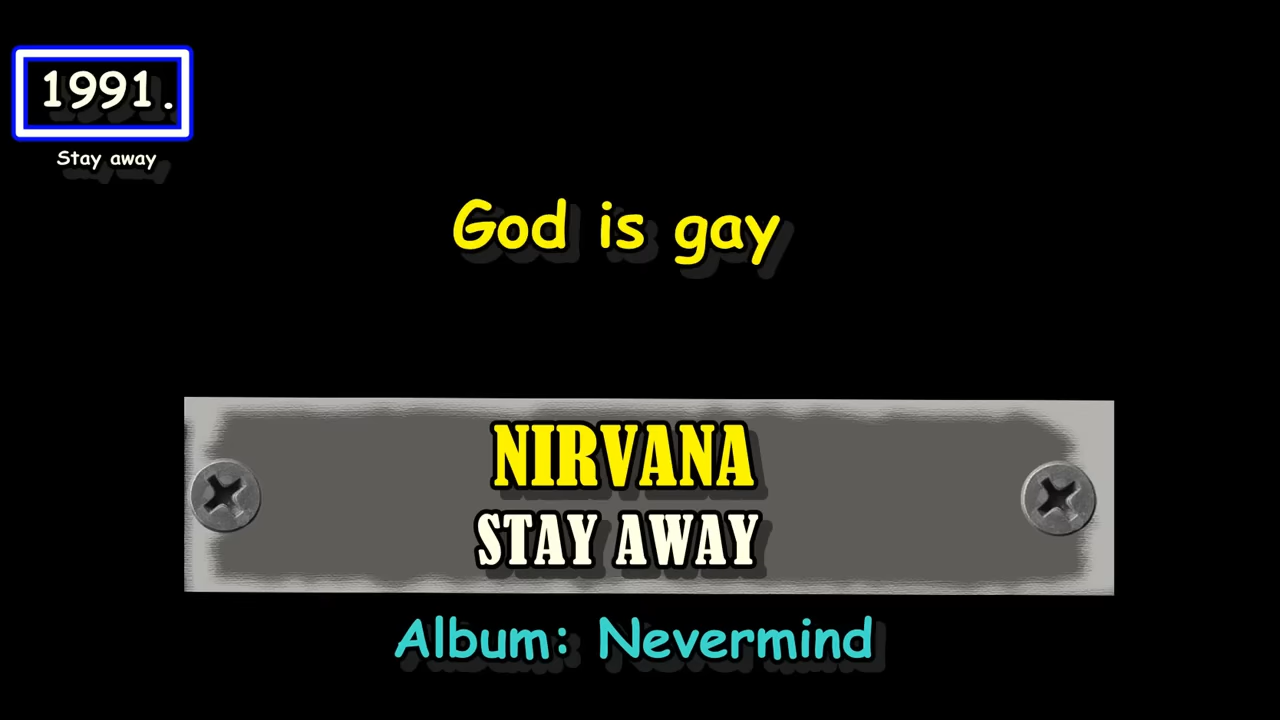 1991.
Stay away
God is gay
NIRVANA
STAY AWAY
Album: Nevermind